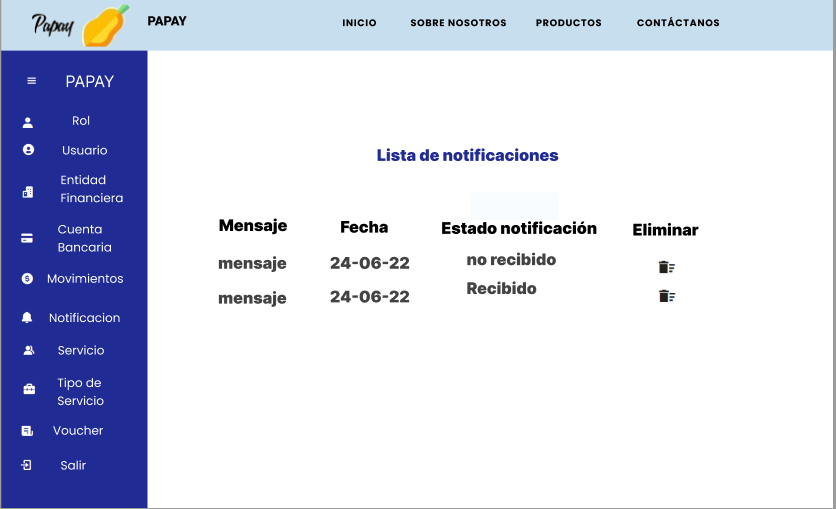 Papay
PAPAY
INICIO
SOBRE NOSOTROS
PRODUCTOS
CONTÁCTANOS
PAPAY
Rol
Usuario
Entidad
Financiera
Cuenta
Bancaria
Movimientos
Notificacion
Servicio
Tipo de
Servicio
Voucher
Salir
Lista de notificaciones
Mensaje
Fecha
Estado notificación
Eliminar
mensaje
24-06-22
no recibido
mensaje
24-06-22
Recibido